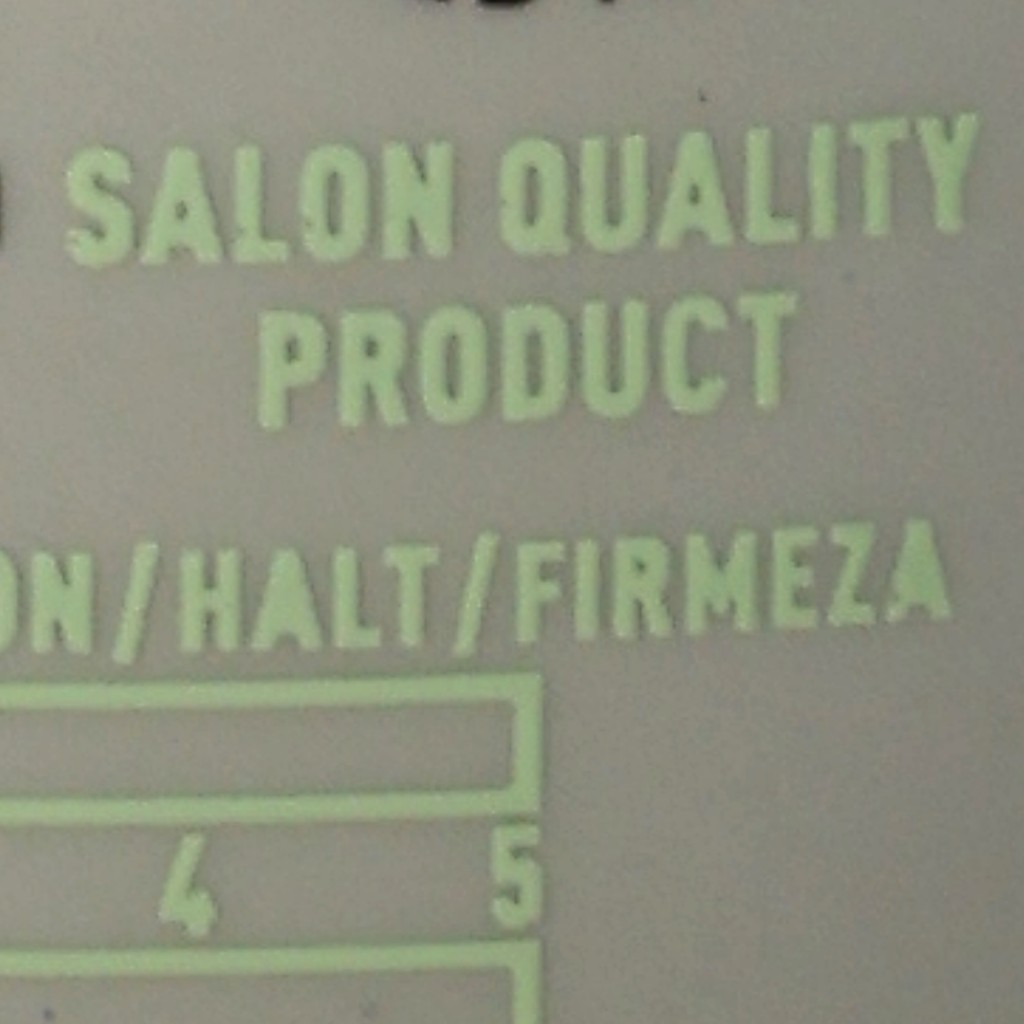 SALON QUALITY
PRODUCT
/HALT/FIRMEZA
4 5